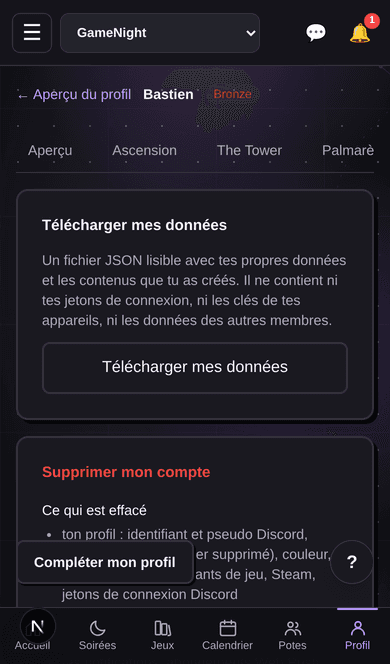 GameNight
1
← Aperçu du profil Bastien Bronze
Aperçu Ascension The Tower Palmarè
Télécharger mes données
Un fichier JSON lisible avec tes propres données
et les contenus que tu as créés. Il ne contient ni
tes jetons de connexion, ni les clés de tes
appareils, ni les données des autres membres.
Télécharger mes données
Supprimer mon compte
Ce qui est effacé
• ton profil : identifiant et pseudo Discord,
er supprimé), couleur,
Compléter mon profil
?
ants de jeu, Steam,
jetons de connexion Discord
N
Accueil Soirées Jeux Calendrier Potes Profil